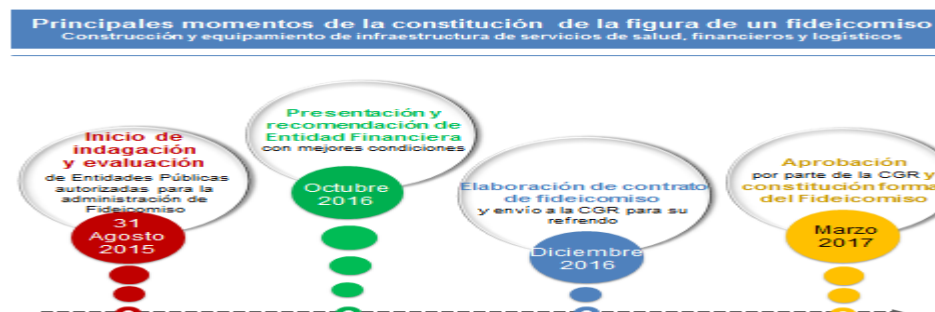 Principales momentos de la constitución de la figura de un fideicomiso
Construcción y equipamiento de infraestructura de servicios de salud, financieros y logísticos
Inicio de
indagación
y evaluación
de Entidades Públicas
autorizadas para la
administración de
Fideicomiso
31
Agosto
2015
Presentación y
recomendación de
Entidad Financiera
con mejores condiciones
Octubre
2016
Elaboración de contrato
de fideicomiso
y envío a la CGR para su
refrendo
Diciembre
2016
Aprobación
por parte de la CGR y
constitución forma
del Fideicomiso
Marzo
2017